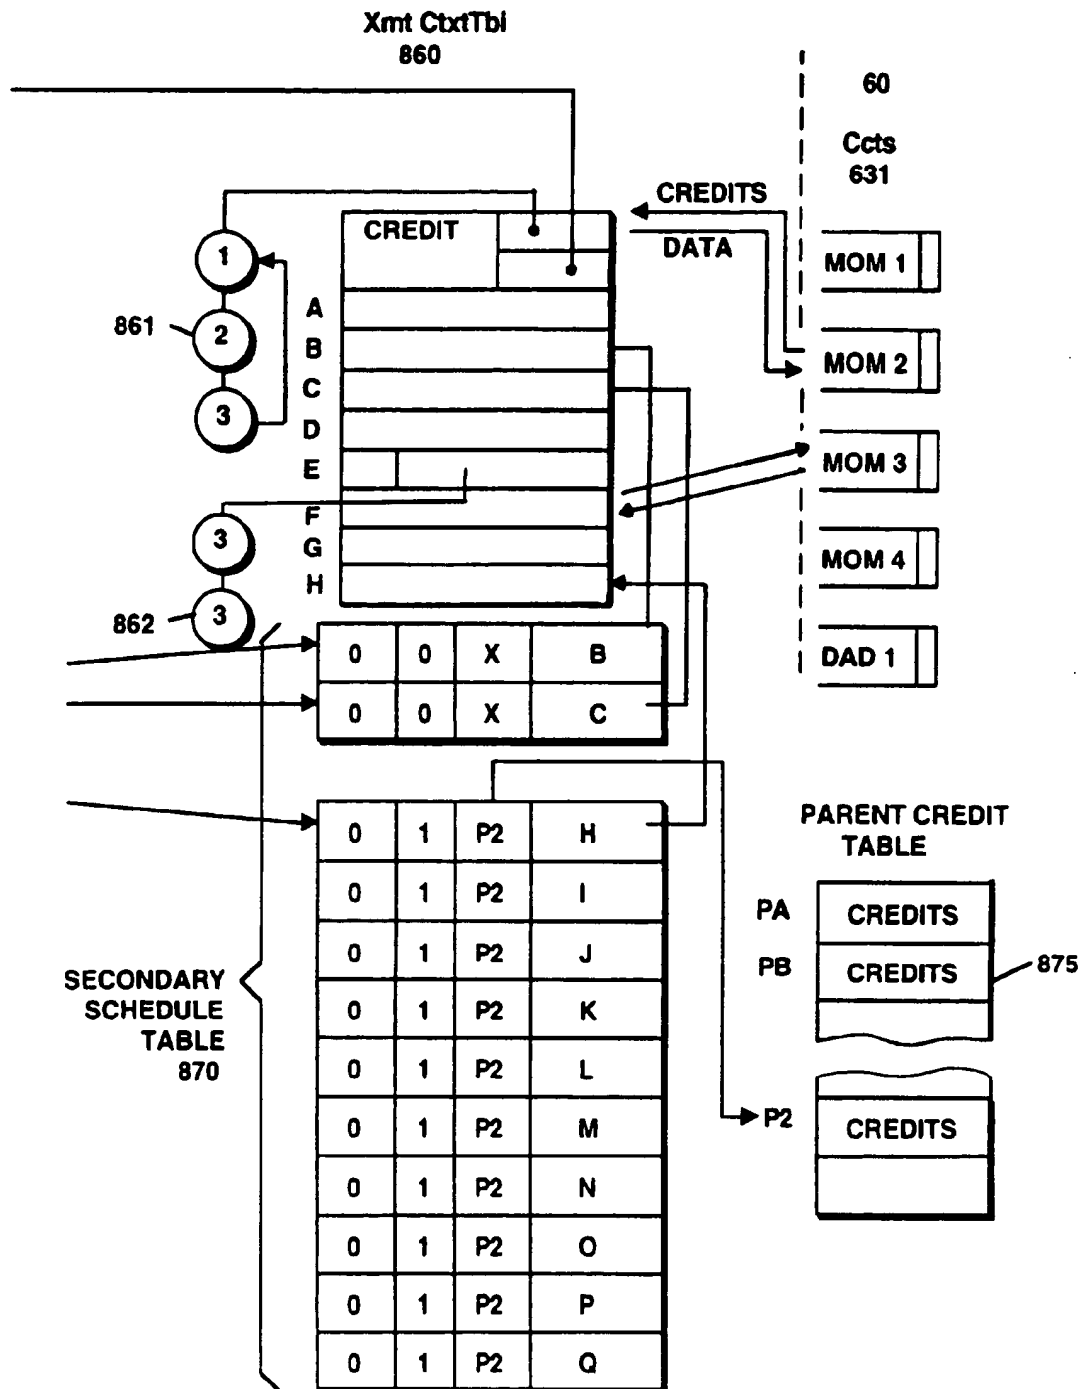 Xmt CtxtTbl
860
60
Ccts
631
CREDITS
DATA
CREDIT
1
2
3
861
A
B
C
D
E
F
G
H
3
3
862
MOM 1
MOM 2
MOM 3
MOM 4
DAD 1
0 0 X B
0 0 X C
0 1 P2 H
0 1 P2 I
0 1 P2 J
0 1 P2 K
0 1 P2 L
0 1 P2 M
0 1 P2 N
0 1 P2 O
0 1 P2 P
0 1 P2 Q
SECONDARY
SCHEDULE
TABLE
870
PARENT CREDIT
TABLE
PA CREDITS
PB CREDITS
875
P2 CREDITS